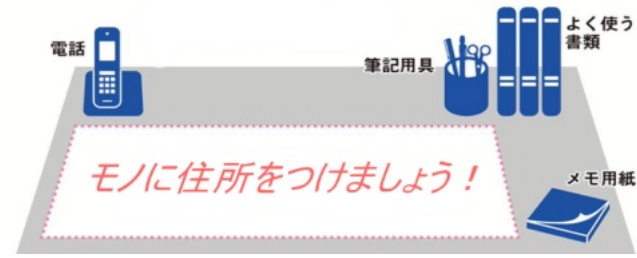 電話
よく使う
書類
筆記用具
モノに住所をつけましょう!
メモ用紙